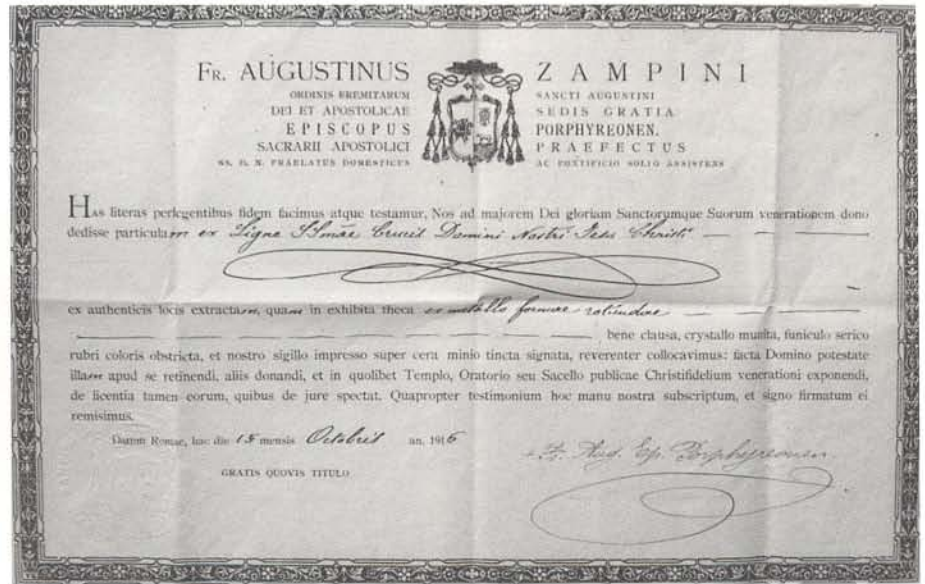 FR. AUGUSTINUS ZAMPINI
ORDINIS EREMITARUM SANCTI AUGUSTINI
DEI ET APOSTOLICAE SEDIS GRATIA
EPISCOPUS PORPHYREONEN.
SACRARII APOSTOLICI PRAEFECTUS
SS. D. N. PRAELATUS DOMESTICUS AC PONTIFICIO SOLIO ASSISTENS
Has literas perlegentibus fidem facimus atque testamur, Nos ad majorem Dei gloriam Sanctorumque Suorum venerationem dono
dedisse particulam ex Ligno SSmae Crucis Domini Nostri Jesu Christi
ex authenticis locis extractam, quam in exhibita theca ex metallo formae rotundae
bene clausa, crystallo munita, funiculo serico
rubri coloris obstricta, et nostro sigillo impresso super cera minio tincta signata, reverenter collocavimus: facta Domino potestate
illam apud se retinendi, aliis donandi, et in quolibet Templo, Oratorio seu Sacello publicae Christifidelium venerationi exponendi,
de licentia tamen eorum, quibus de jure spectat. Quapropter testimonium hoc manu nostra subscriptum, et signo firmatum ei
remisimus.
Datum Romae, hac die 15 mensis Octobris an. 1916
+ F. Aug. Ep. Porphyreonen.
GRATIS QUOVIS TITULO